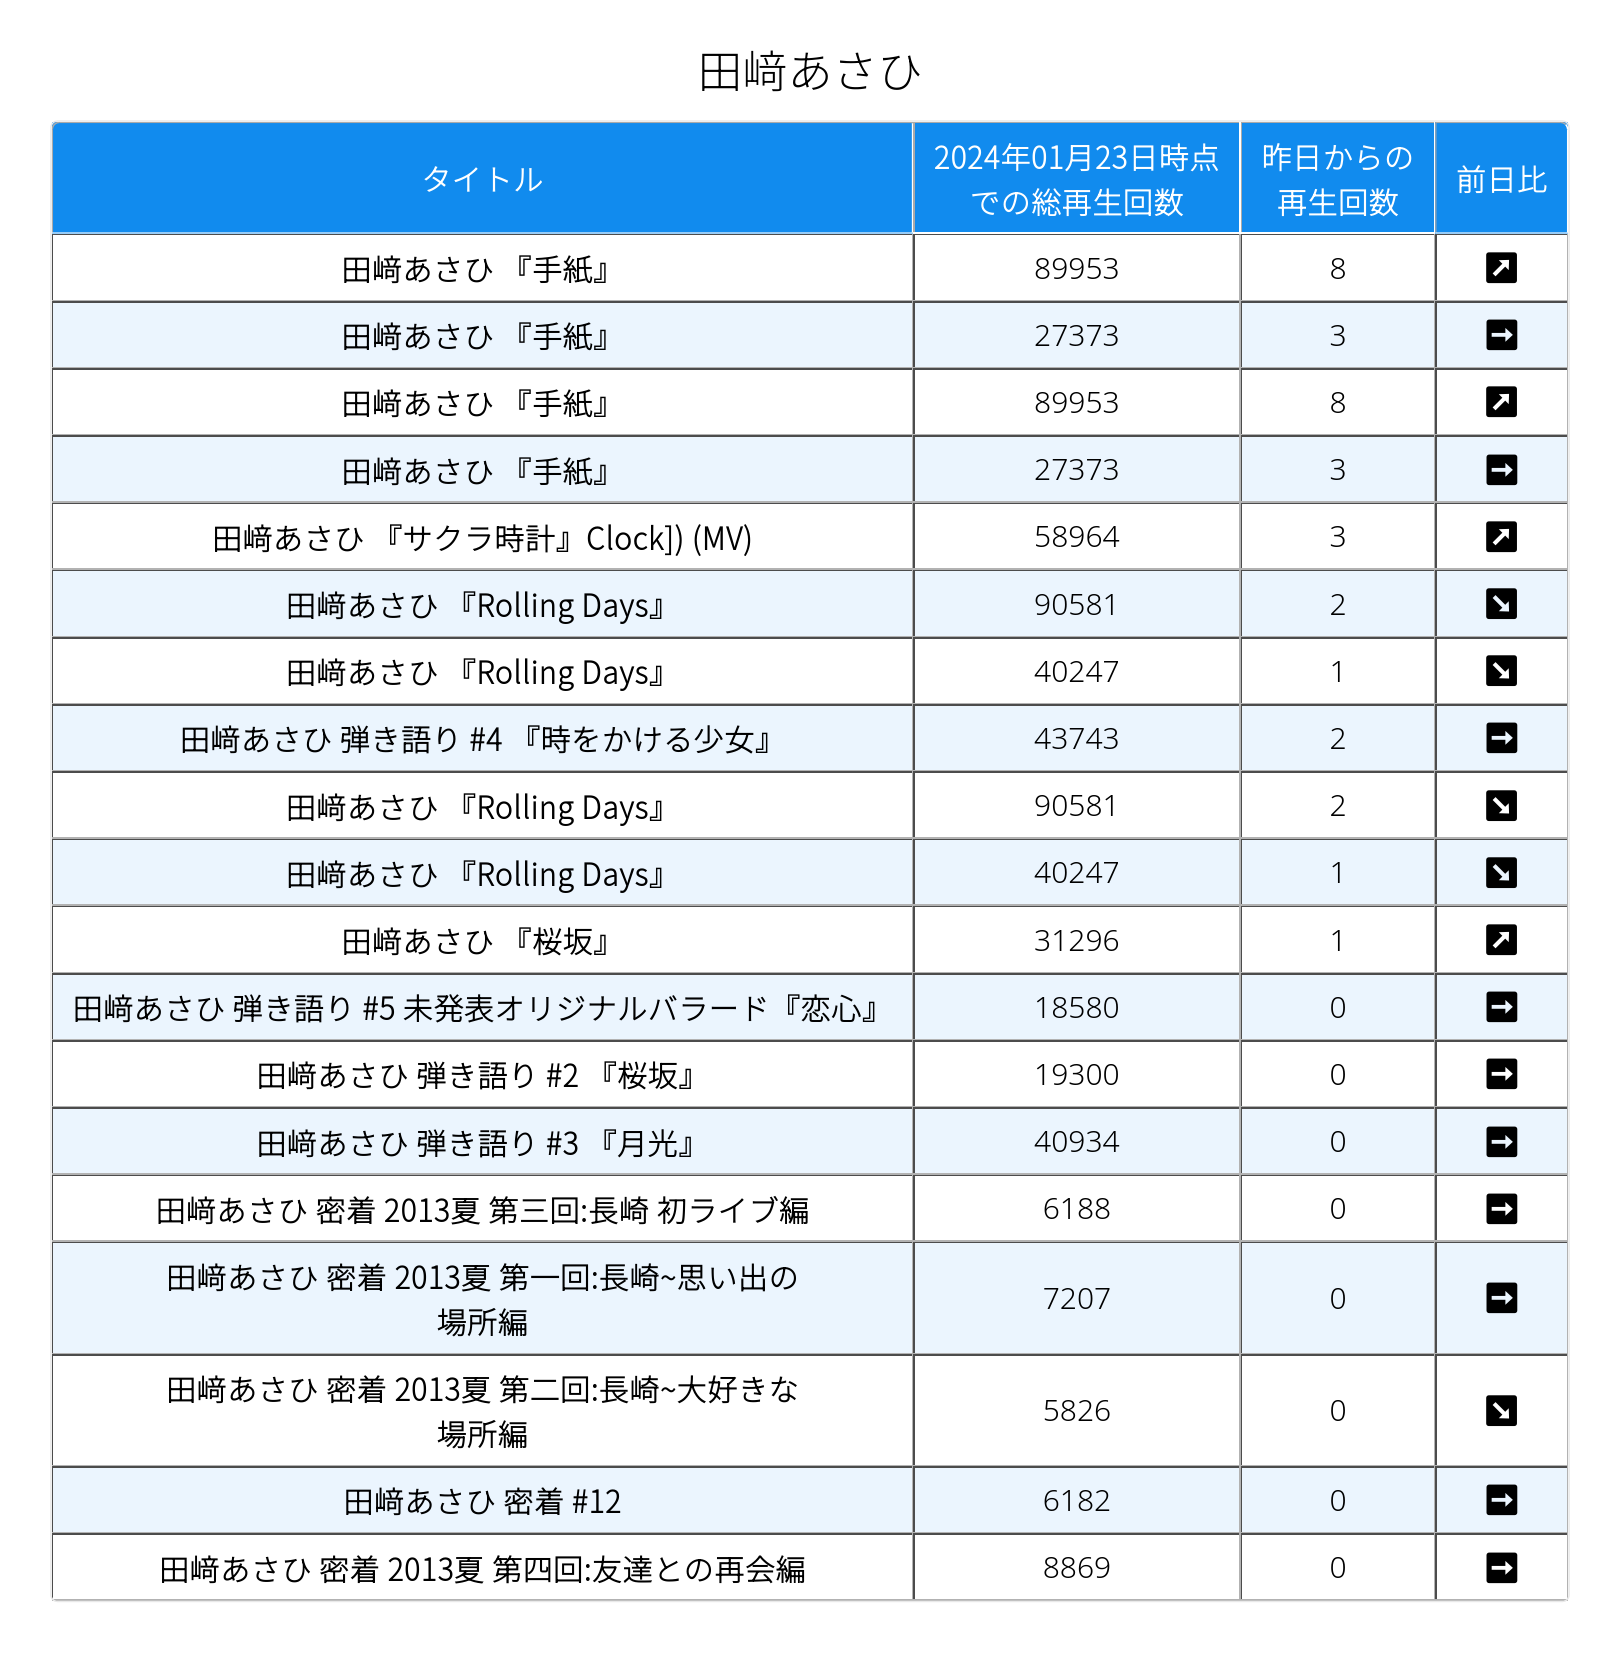 田﨑あさひ
タイトル 2024年01月23日時点での総再生回数 昨日からの再生回数 前日比
田﨑あさひ 『手紙』 89953 8 ↗
田﨑あさひ 『手紙』 27373 3 →
田﨑あさひ 『手紙』 89953 8 ↗
田﨑あさひ 『手紙』 27373 3 →
田﨑あさひ 『サクラ時計』Clock]) (MV) 58964 3 ↗
田﨑あさひ 『Rolling Days』 90581 2 ↘
田﨑あさひ 『Rolling Days』 40247 1 ↘
田﨑あさひ 弾き語り #4 『時をかける少女』 43743 2 →
田﨑あさひ 『Rolling Days』 90581 2 ↘
田﨑あさひ 『Rolling Days』 40247 1 ↘
田﨑あさひ 『桜坂』 31296 1 ↗
田﨑あさひ 弾き語り #5 未発表オリジナルバラード『恋心』 18580 0 →
田﨑あさひ 弾き語り #2 『桜坂』 19300 0 →
田﨑あさひ 弾き語り #3 『月光』 40934 0 →
田﨑あさひ 密着 2013夏 第三回:長崎 初ライブ編 6188 0 →
田﨑あさひ 密着 2013夏 第一回:長崎~思い出の場所編 7207 0 →
田﨑あさひ 密着 2013夏 第二回:長崎~大好きな場所編 5826 0 ↘
田﨑あさひ 密着 #12 6182 0 →
田﨑あさひ 密着 2013夏 第四回:友達との再会編 8869 0 →